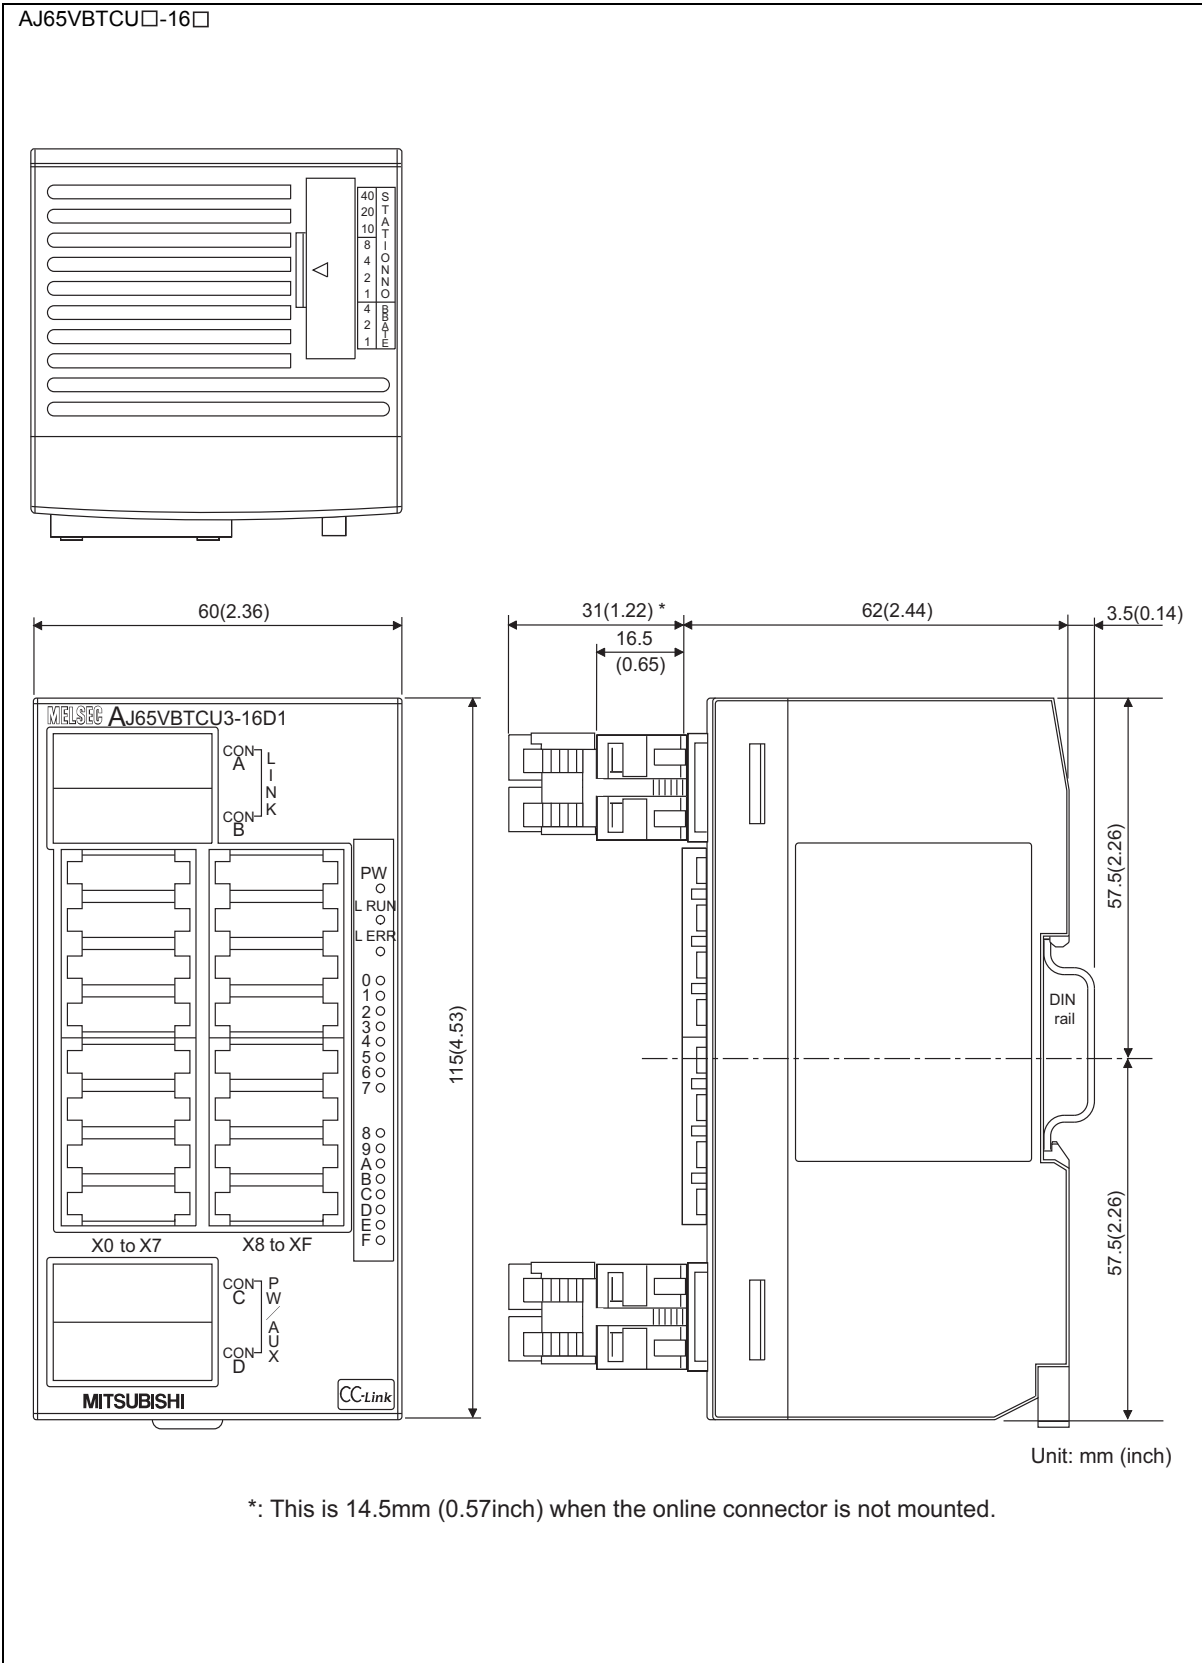 AJ65VBTCU□-16□
40
20
10
8
4
2
1
4
2
1
STATIONNO
BRATE
60(2.36)
31(1.22) *
62(2.44)
3.5(0.14)
16.5
(0.65)
MELSEC AJ65VBTCU3-16D1
CON
A
LINK
CON
B
PW
L RUN
L ERR
0
1
2
3
4
5
6
7
8
9
A
B
C
D
E
F
X0 to X7
X8 to XF
CON
C
PW/AUX
CON
D
MITSUBISHI
CC-Link
115(4.53)
57.5(2.26)
DIN
rail
57.5(2.26)
Unit: mm (inch)
*: This is 14.5mm (0.57inch) when the online connector is not mounted.